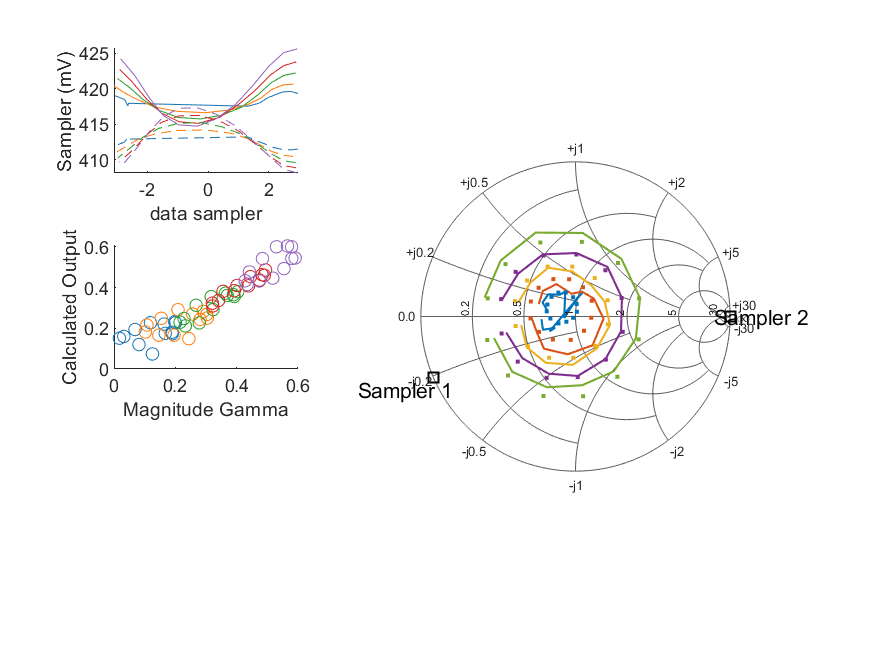 425
420
415
410
Sampler (mV)
-2 0 2
data sampler
0.6
0.4
0.2
0
Calculated Output
0 0.2 0.4 0.6
Magnitude Gamma
+j1
+j0.5 +j2
+j0.2 +j5
0.0 0.2 0.5 1 2 5 30 +j30
-j30
Sampler 2
-j0.2 -j5
Sampler 1
-j0.5 -j2
-j1